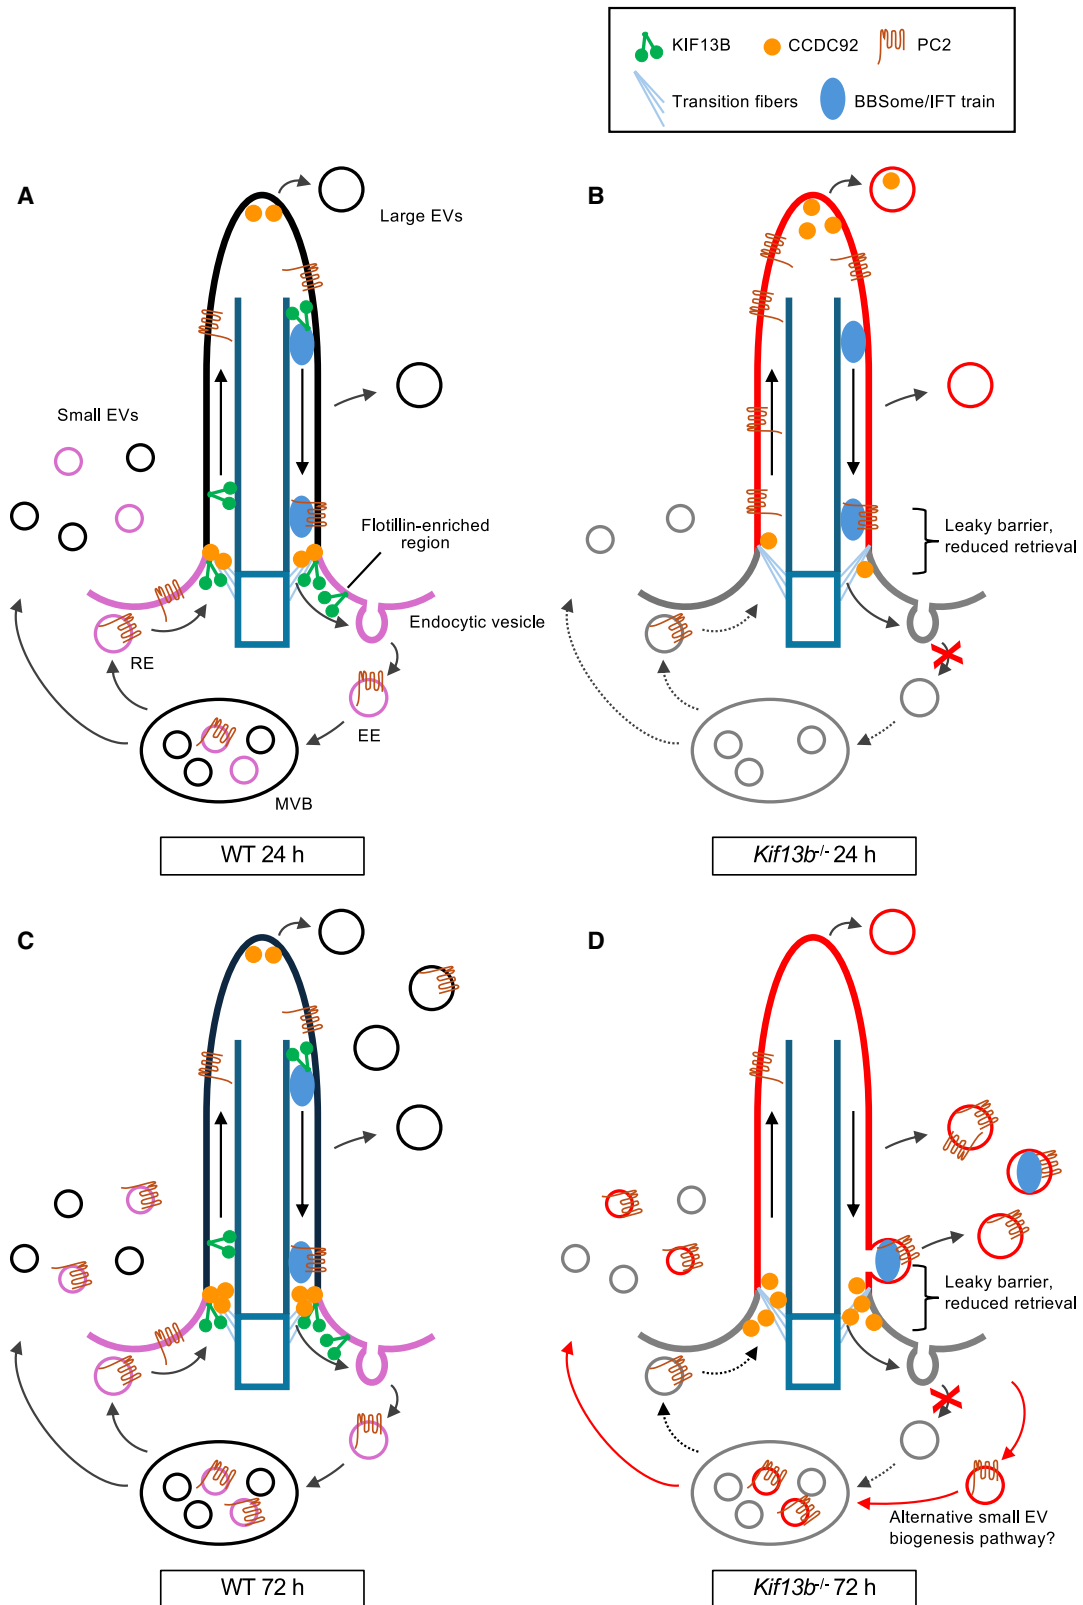 KIF13B
CCDC92
PC2
Transition fibers
BBSome/IFT train
A
Large EVs
Small EVs
Flotillin-enriched
region
Endocytic vesicle
RE
EE
MVB
WT 24 h
B
Leaky barrier,
reduced retrieval
Kif13b-/- 24 h
C
WT 72 h
D
Leaky barrier,
reduced retrieval
Alternative small EV
biogenesis pathway?
Kif13b-/- 72 h